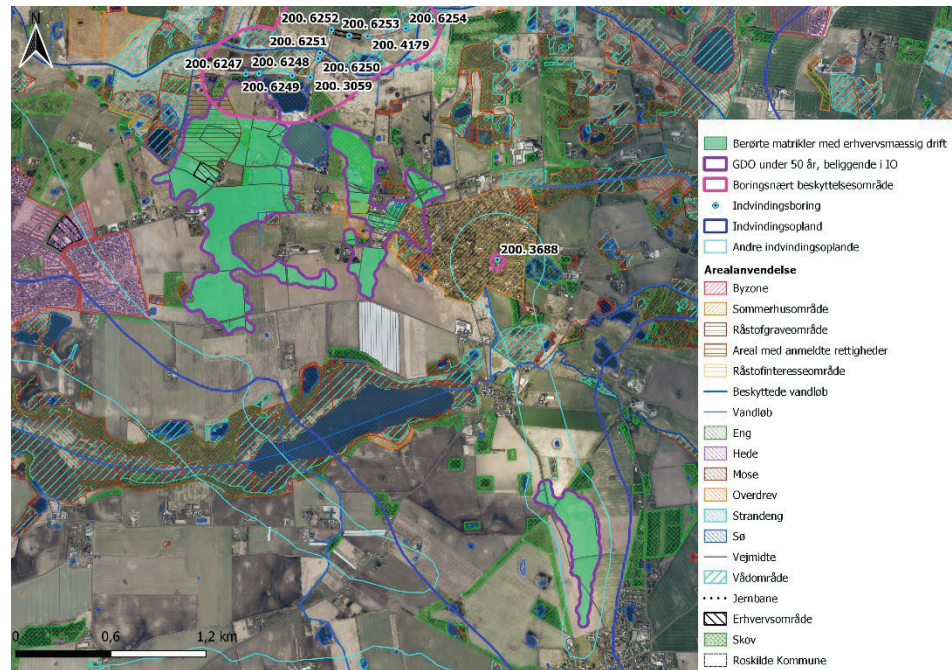 N
200. 6252
200. 6253
200. 6254
200. 4179
200. 6251
200. 6247
200. 6248
200. 6250
200. 6249
200. 3059
200. 3688
0
0,6
1,2 km
Berørte matrikler med erhvervsmæssig drift
GDO under 50 år, beliggende i IO
Boringsnært beskyttelsesområde
Indvindingsboring
Indvindingsopland
Andre indvindingsoplande
Arealanvendelse
Byzone
Sommerhusområde
Råstofgraveområde
Areal med anmeldte rettigheder
Råstofinteresseområde
Beskyttede vandløb
Vandløb
Eng
Hede
Mose
Overdrev
Strandeng
Sø
Vejmidte
Vådområde
Jernbane
Erhvervsområde
Skov
Roskilde Kommune